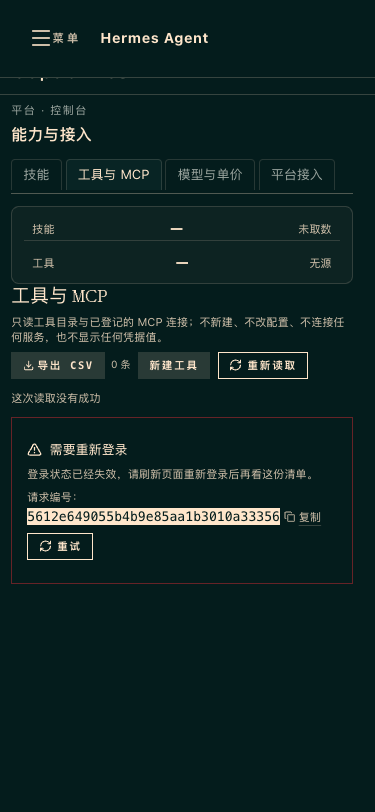 菜单 Hermes Agent
平台 · 控制台
能力与接入
技能 工具与 MCP 模型与单价 平台接入
技能 — 未取数
工具 — 无源
工具与 MCP
只读工具目录与已登记的 MCP 连接；不新建、不改配置、不连接任
何服务，也不显示任何凭据值。
导出 CSV 0 条 新建工具 重新读取
这次读取没有成功
需要重新登录
登录状态已经失效，请刷新页面重新登录后再看这份清单。
请求编号：
5612e649055b4b9e85aa1b3010a33356 复制
重试